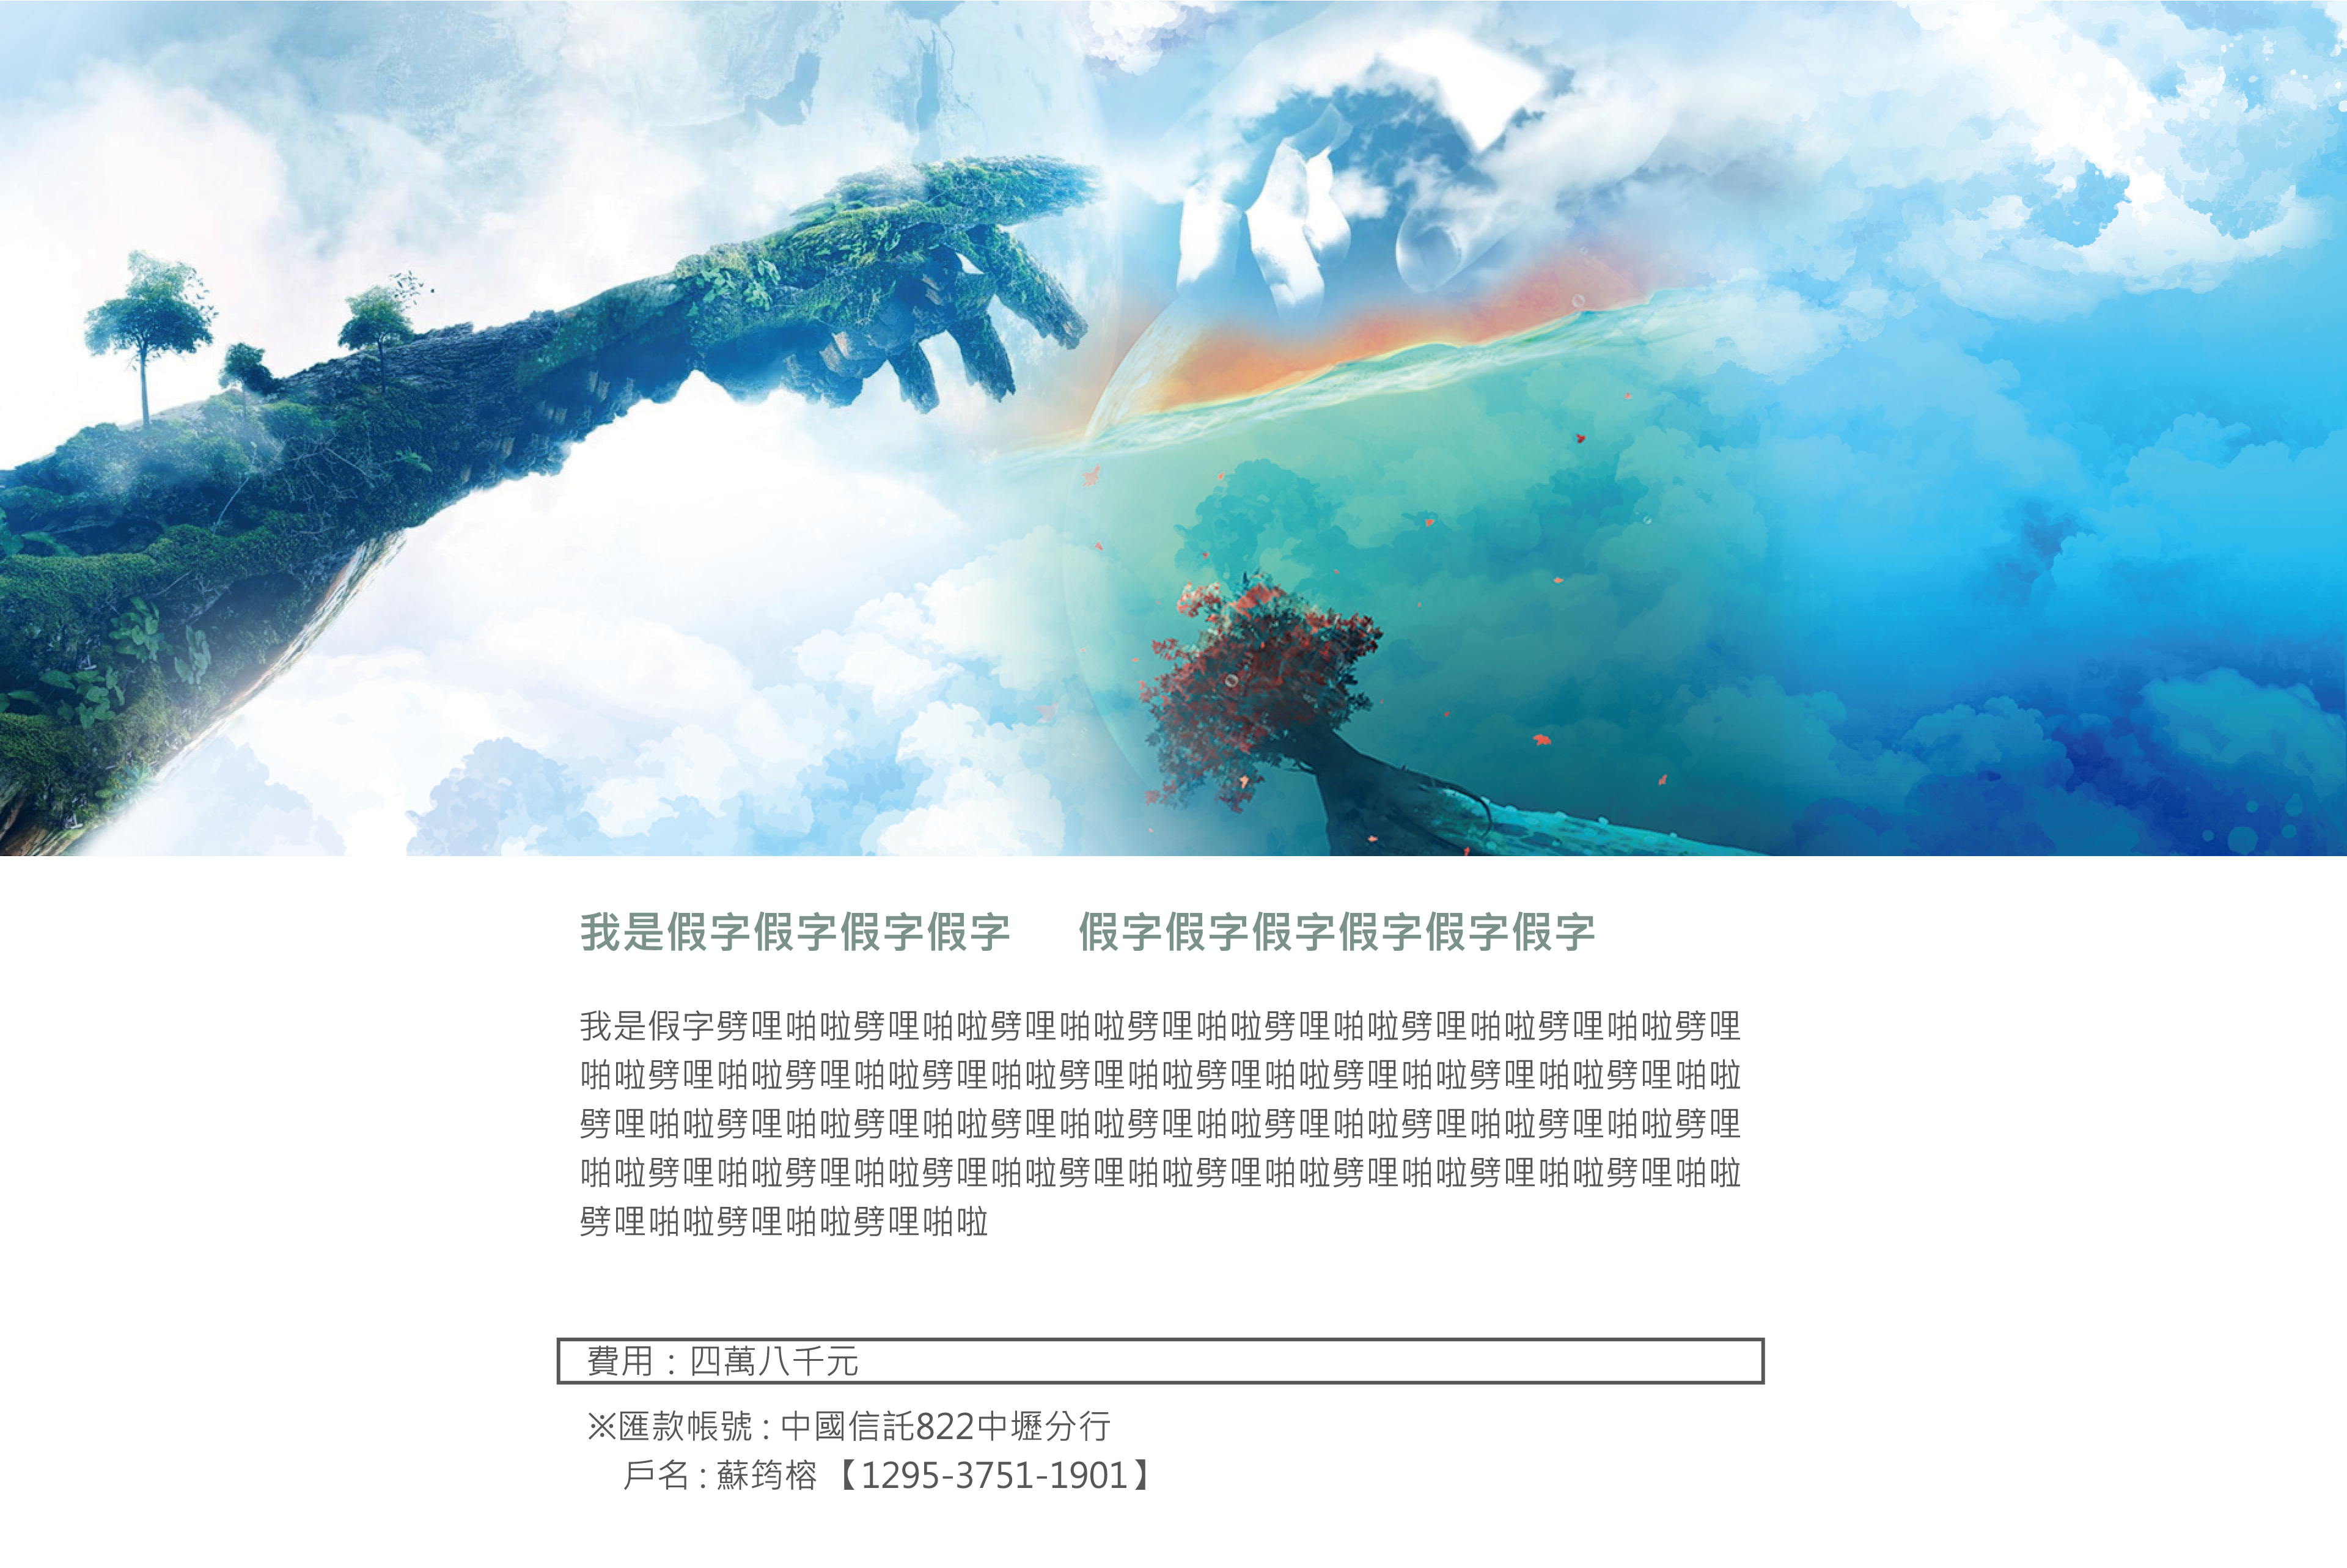 我是假字假字假字假字　假字假字假字假字假字假字
我是假字劈哩啪啦劈哩啪啦劈哩啪啦劈哩啪啦劈哩啪啦劈哩啪啦劈哩啪啦劈哩
啪啦劈哩啪啦劈哩啪啦劈哩啪啦劈哩啪啦劈哩啪啦劈哩啪啦劈哩啪啦劈哩啪啦
劈哩啪啦劈哩啪啦劈哩啪啦劈哩啪啦劈哩啪啦劈哩啪啦劈哩啪啦劈哩啪啦劈哩
啪啦劈哩啪啦劈哩啪啦劈哩啪啦劈哩啪啦劈哩啪啦劈哩啪啦劈哩啪啦劈哩啪啦
劈哩啪啦劈哩啪啦劈哩啪啦
費用：四萬八千元
※匯款帳號：中國信託822中壢分行
戶名：蘇筠榕【1295-3751-1901】